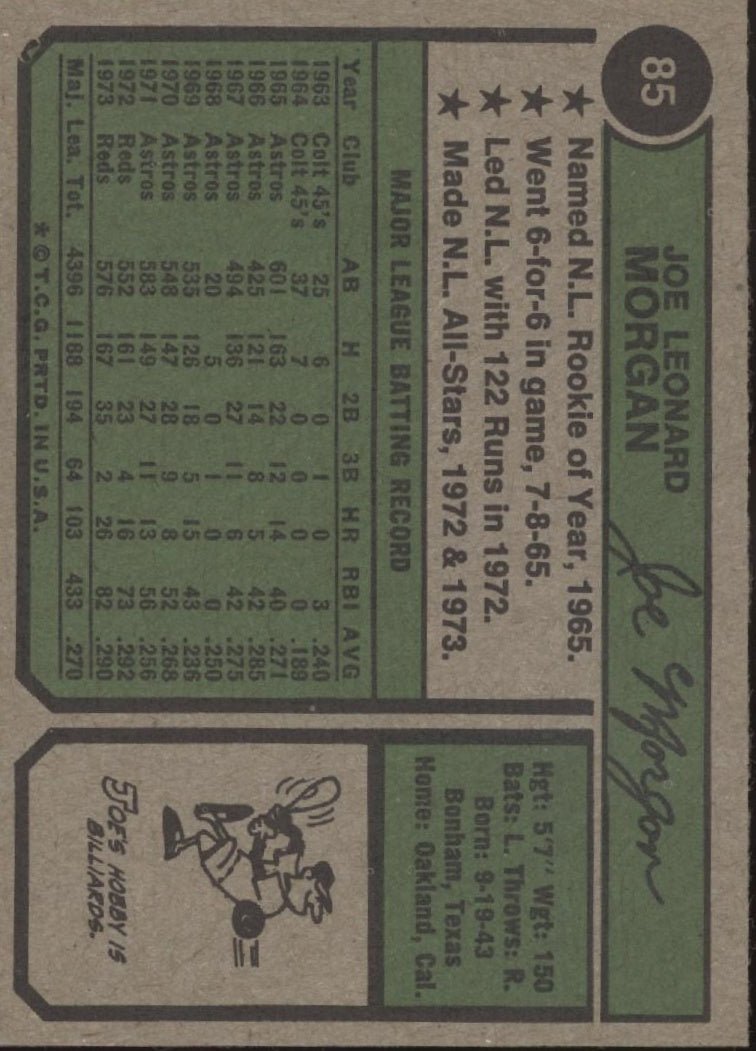 85
JOE LEONARD
MORGAN
Joe Morgan
★ Named N.L. Rookie of Year, 1965.
★ Went 6-for-6 in game, 7-8-65.
★ Led N.L. with 122 Runs in 1972.
★ Made N.L. All-Stars, 1972 & 1973.
MAJOR LEAGUE BATTING RECORD
Year Club AB H 2B 3B HR RBI AVG
1963 Colt 45's 25 6 0 1 0 3 .240
1964 Colt 45's 37 7 0 0 0 0 .189
1965 Astros 601 163 22 12 14 40 .271
1966 Astros 425 121 14 8 5 42 .285
1967 Astros 494 136 27 11 6 42 .275
1968 Astros 20 5 0 1 0 0 .250
1969 Astros 535 126 18 5 15 43 .236
1970 Astros 548 147 28 9 8 52 .268
1971 Astros 583 149 27 11 13 56 .256
1972 Reds 552 161 23 4 16 73 .292
1973 Reds 576 167 35 2 26 82 .290
Maj. Lea. Tot. 4396 1188 194 64 103 433 .270
* © T.C.G. PRTD. IN U.S.A.
Hgt: 5'7" Wgt: 150
Bats: L. Throws: R.
Born: 9-19-43
Bonham, Texas
Home: Oakland, Cal.
JOE'S HOBBY IS
BILLIARDS.